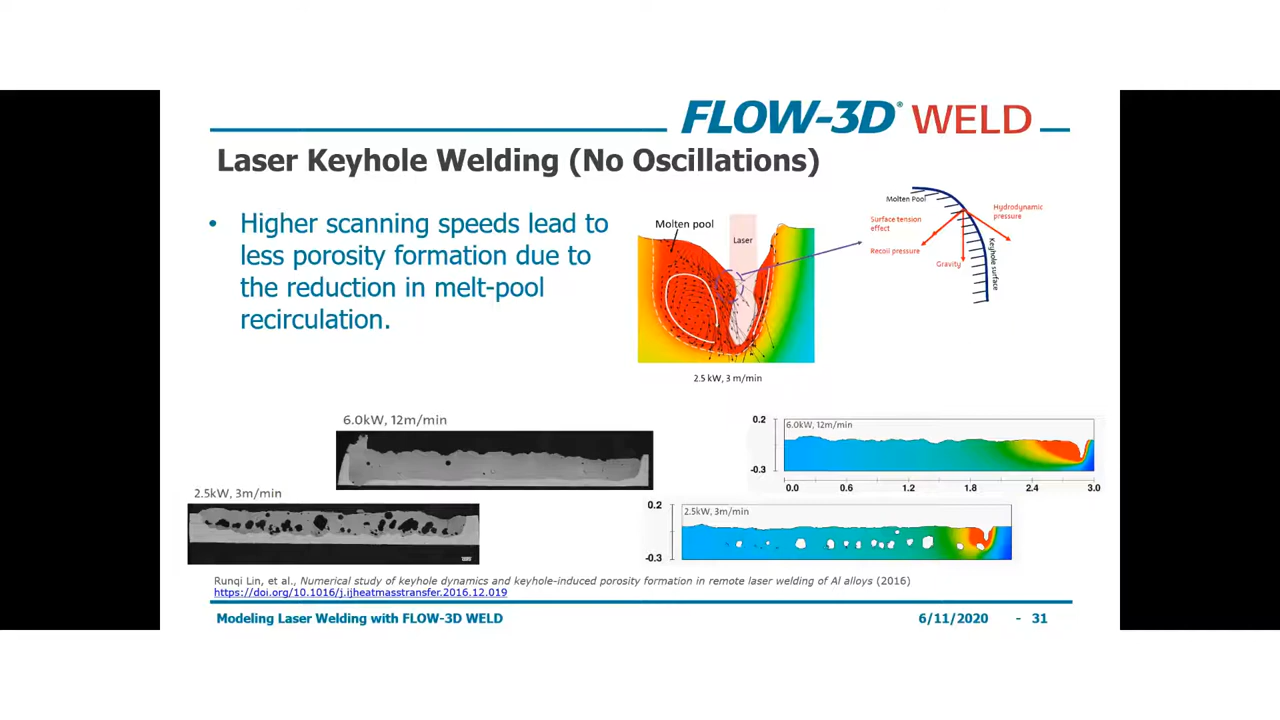 FLOW-3D® WELD
Laser Keyhole Welding (No Oscillations)
• Higher scanning speeds lead to
less porosity formation due to
the reduction in melt-pool
recirculation.
Molten pool
Laser
2.5 kW, 3 m/min
Molten Pool
Surface tension
effect
Recoil pressure
Gravity
Hydrodynamic
pressure
Keyhole surface
6.0kW, 12m/min
2.5kW, 3m/min
0.2
-0.3
6.0kW, 12m/min
0.0 0.6 1.2 1.8 2.4 3.0
0.2
-0.3
2.5kW, 3m/min
Runqi Lin, et al., Numerical study of keyhole dynamics and keyhole-induced porosity formation in remote laser welding of Al alloys (2016)
https://doi.org/10.1016/j.ijheatmasstransfer.2016.12.019
Modeling Laser Welding with FLOW-3D WELD
6/11/2020 - 31